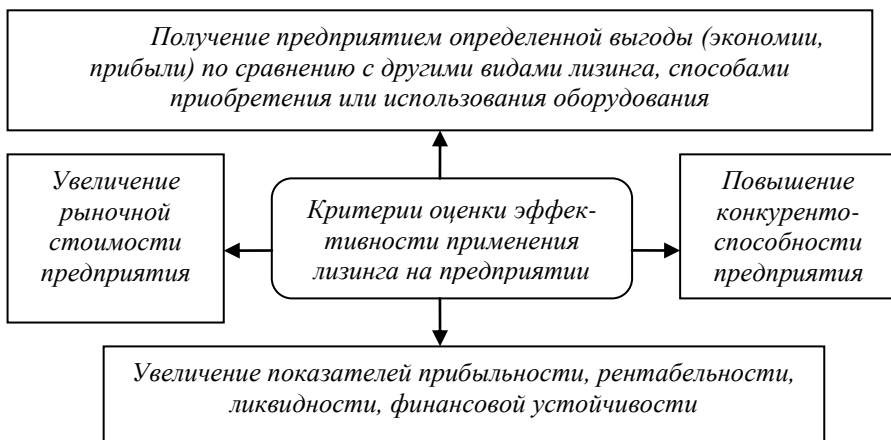 Получение предприятием определенной выгоды (экономии,
прибыли) по сравнению с другими видами лизинга, способами
приобретения или использования оборудования
Увеличение
рыночной
стоимости
предприятия
Критерии оценки эффек-
тивности применения
лизинга на предприятии
Повышение
конкуренто-
способности
предприятия
Увеличение показателей прибыльности, рентабельности,
ликвидности, финансовой устойчивости